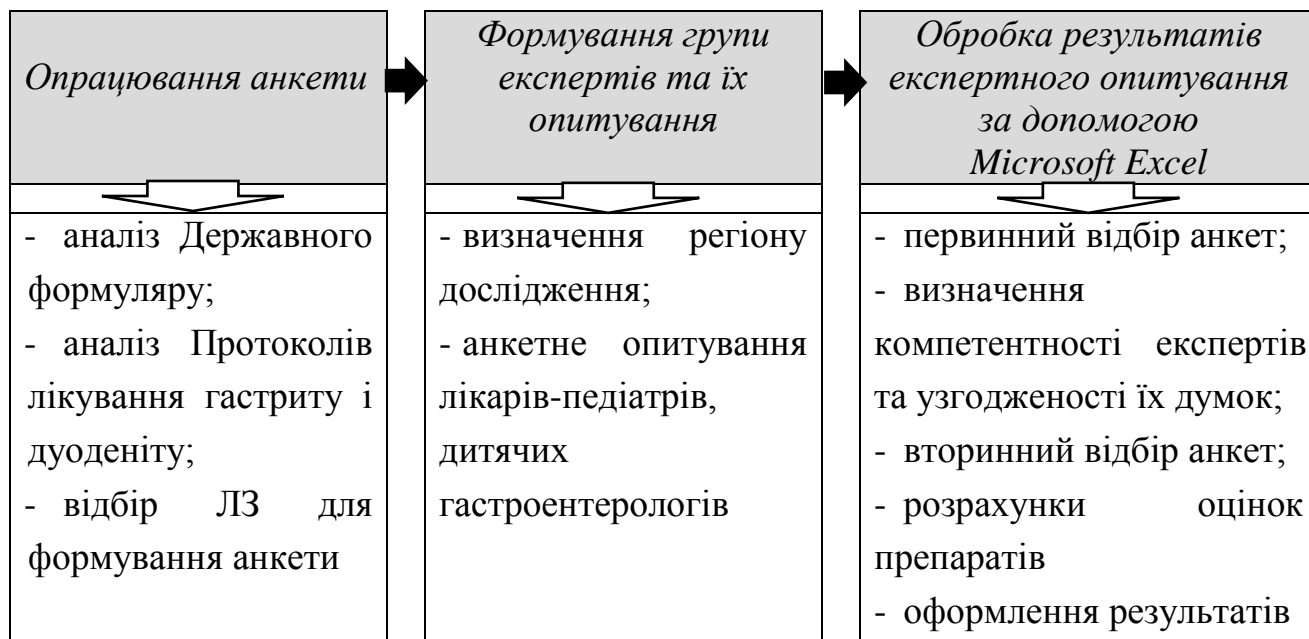 Опрацювання анкети
- аналіз Державного
формуляру;
- аналіз Протоколів
лікування гастриту і
дуоденіту;
- відбір ЛЗ для
формування анкети
Формування групи
експертів та їх
опитування
- визначення регіону
дослідження;
- анкетне опитування
лікарів-педіатрів,
дитячих
гастроентерологів
Обробка результатів
експертного опитування
за допомогою
Microsoft Excel
- первинний відбір анкет;
- визначення
компетентності експертів
та узгодженості їх думок;
- вторинний відбір анкет;
- розрахунки оцінок
препаратів
- оформлення результатів